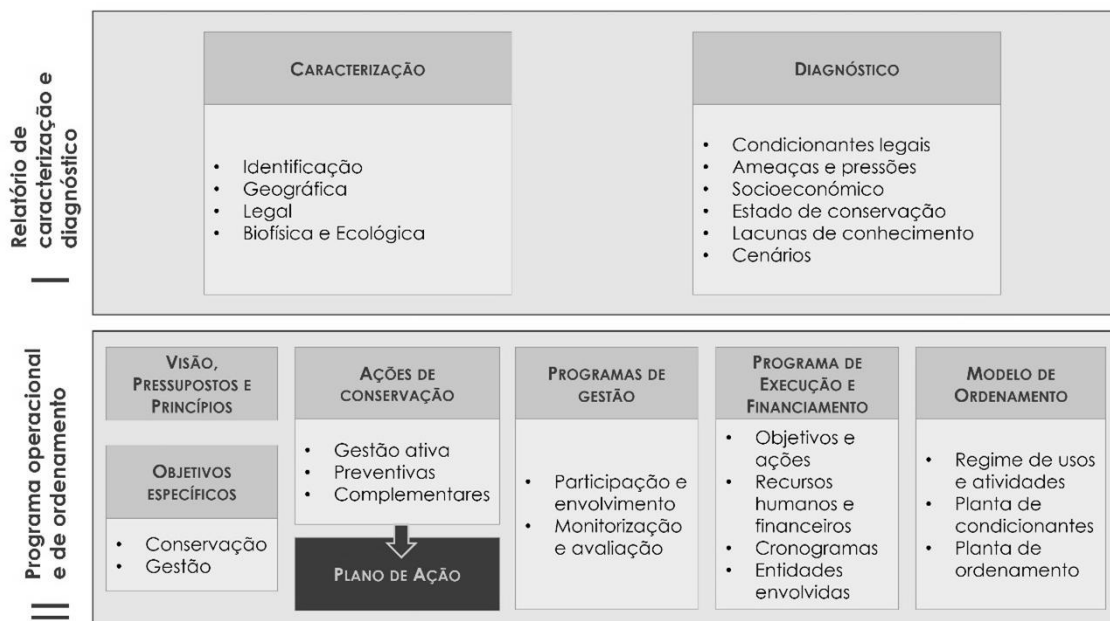 Relatório de
caracterização e
diagnóstico
I
CARACTERIZAÇÃO
• Identificação
• Geográfica
• Legal
• Biofísica e Ecológica
DIAGNÓSTICO
• Condicionantes legais
• Ameaças e pressões
• Socioeconómico
• Estado de conservação
• Lacunas de conhecimento
• Cenários
Programa operacional
e de ordenamento
II
VISÃO,
PRESSUPOSTOS E
PRINCÍPIOS
OBJETIVOS
ESPECÍFICOS
• Conservação
• Gestão
AÇÕES DE
CONSERVAÇÃO
• Gestão ativa
• Preventivas
• Complementares
PLANO DE AÇÃO
PROGRAMAS DE
GESTÃO
• Participação e
envolvimento
• Monitorização
e avaliação
PROGRAMA DE
EXECUÇÃO E
FINANCIAMENTO
• Objetivos e
ações
• Recursos
humanos e
financeiros
• Cronogramas
• Entidades
envolvidas
MODELO DE
ORDENAMENTO
• Regime de usos
e atividades
• Planta de
condicionantes
• Planta de
ordenamento